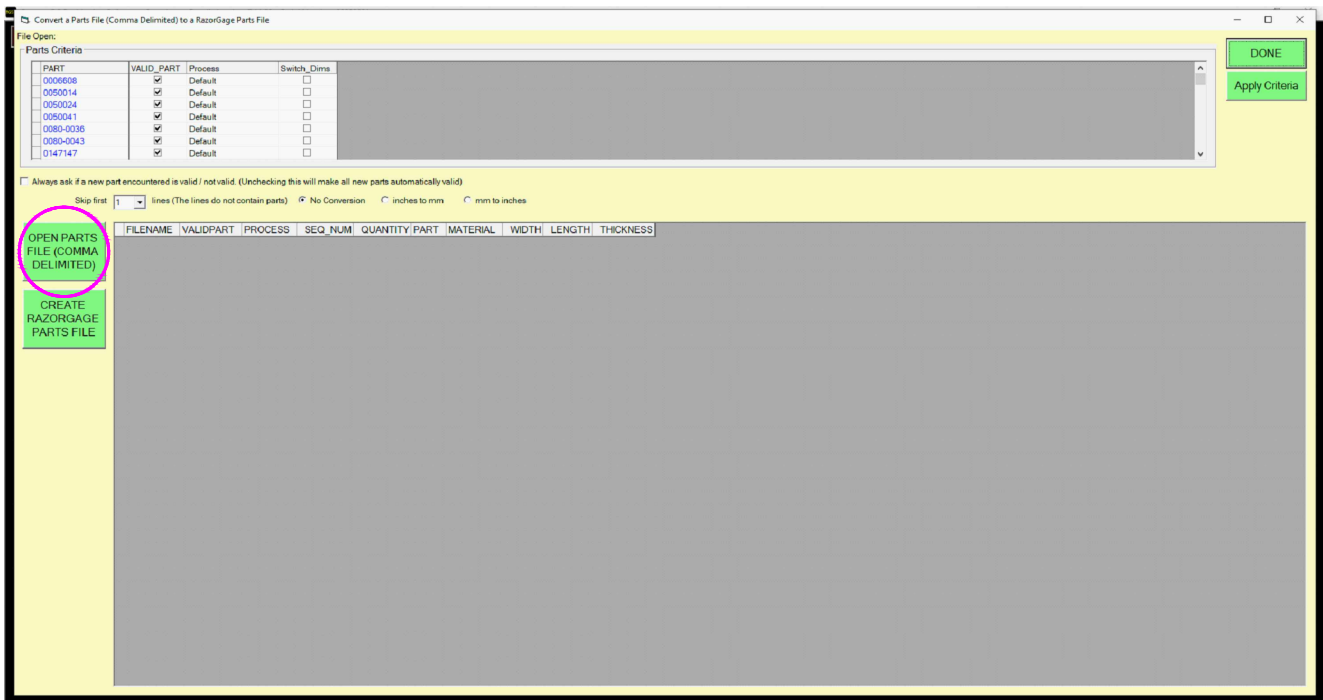 Convert a Parts File (Comma Delimited) to a RazorGage Parts File
File Open:
Parts Criteria
PART VALID_PART Process Switch_Dims
0006608 Default
0050014 Default
0050024 Default
0050041 Default
0080-0036 Default
0080-0043 Default
0147147 Default
DONE
Apply Criteria
Always ask if a new part encountered is valid / not valid. (Unchecking this will make all new parts automatically valid)
Skip first 1 lines (The lines do not contain parts) No Conversion inches to mm mm to inches
OPEN PARTS
FILE (COMMA
DELIMITED)
CREATE
RAZORGAGE
PARTS FILE
FILENAME VALIDPART PROCESS SEQ_NUM QUANTITY PART MATERIAL WIDTH LENGTH THICKNESS